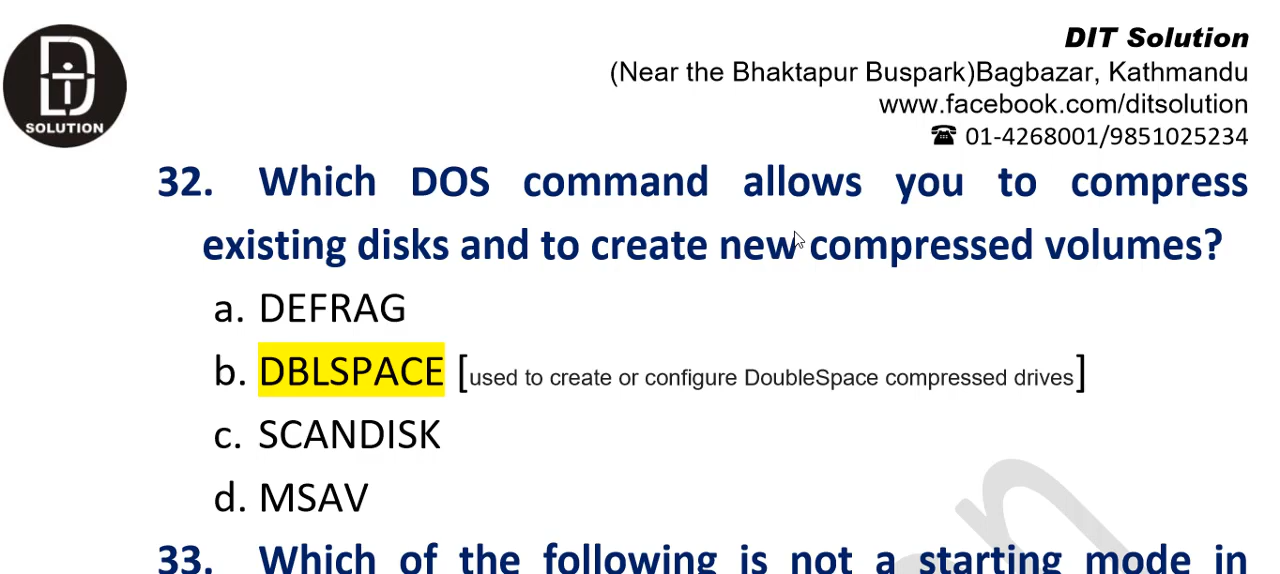 DIT Solution
(Near the Bhaktapur Buspark)Bagbazar, Kathmandu
www.facebook.com/ditsolution
☎ 01-4268001/9851025234
SOLUTION
32. Which DOS command allows you to compress
existing disks and to create new compressed volumes?
a. DEFRAG
b. DBLSPACE [used to create or configure DoubleSpace compressed drives]
c. SCANDISK
d. MSAV
33. Which of the following is not a starting mode in